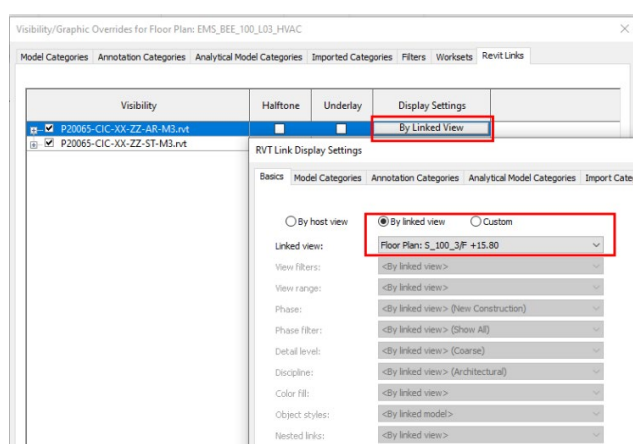 Visibility/Graphic Overrides for Floor Plan: EMS_BEE_100_L03_HVAC
Model Categories Annotation Categories Analytical Model Categories Imported Categories Filters Worksets Revit Links
Visibility Halftone Underlay Display Settings
P20065-CIC-XX-ZZ-AR-M3.rvt By Linked View
P20065-CIC-XX-ZZ-ST-M3.rvt
RVT Link Display Settings
Basics Model Categories Annotation Categories Analytical Model Categories Import Cate
By host view By linked view Custom
Linked view: Floor Plan: S_100_3/F +15.80
View filters: <By linked view>
View range: <By linked view>
Phase: <By linked view> (New Construction)
Phase filter: <By linked view> (Show All)
Detail level: <By linked view> (Coarse)
Discipline: <By linked view> (Architectural)
Color fill: <By linked view>
Object styles: <By linked model>
Nested links: <By linked view>